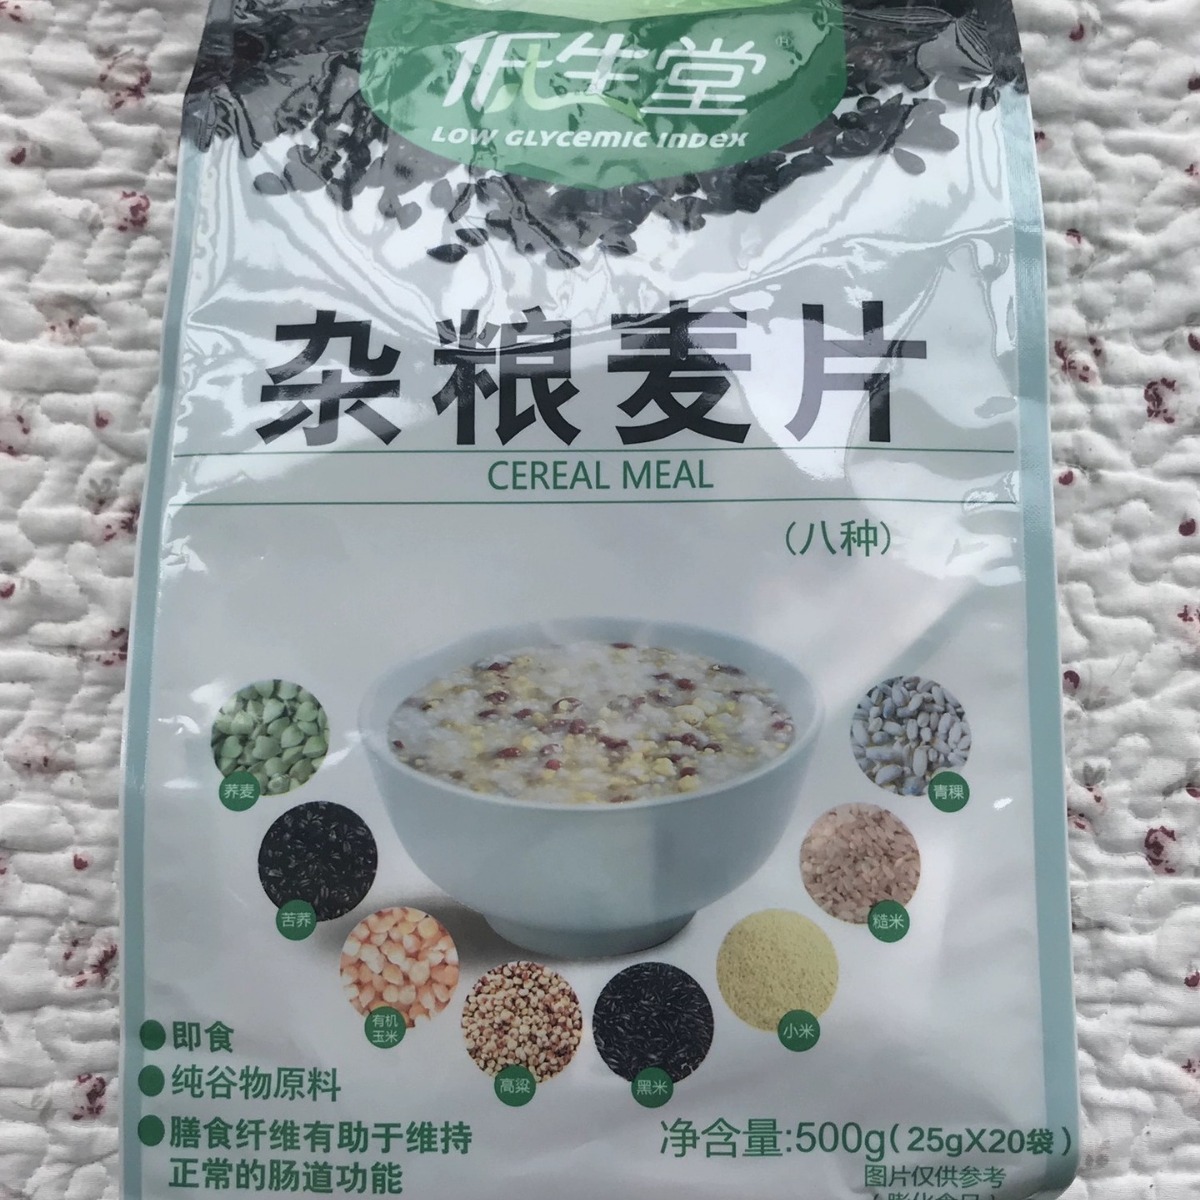 低生堂
LOW GLYCEMIC INDEX
杂粮麦片
CEREAL MEAL
（八种）
荞麦
青稞
苦荞
糙米
有机
玉米
小米
高粱
黑米
即食
纯谷物原料
膳食纤维有助于维持
正常的肠道功能
净含量:500g（25gX20袋）
图片仅供参考